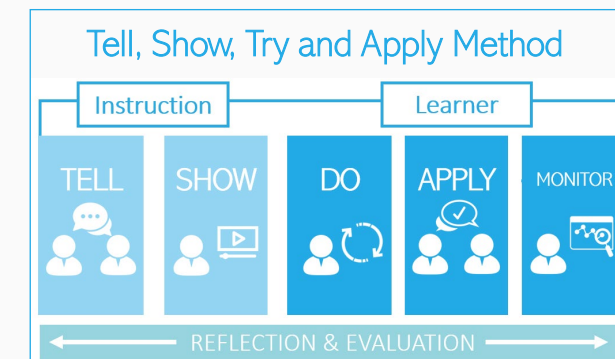 Tell, Show, Try and Apply Method
Instruction
Learner
TELL
SHOW
DO
APPLY
MONITOR
REFLECTION & EVALUATION